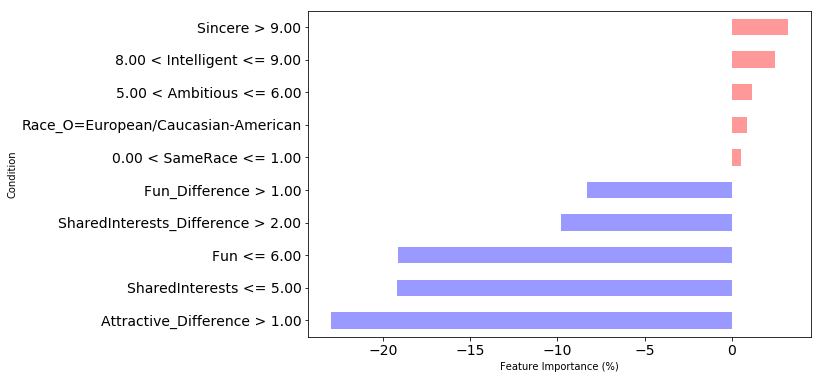 Sincere > 9.00
8.00 < Intelligent <= 9.00
5.00 < Ambitious <= 6.00
Race_O=European/Caucasian-American
0.00 < SameRace <= 1.00
Fun_Difference > 1.00
SharedInterests_Difference > 2.00
Fun <= 6.00
SharedInterests <= 5.00
Attractive_Difference > 1.00
Condition
−20 −15 −10 −5 0
Feature Importance (%)